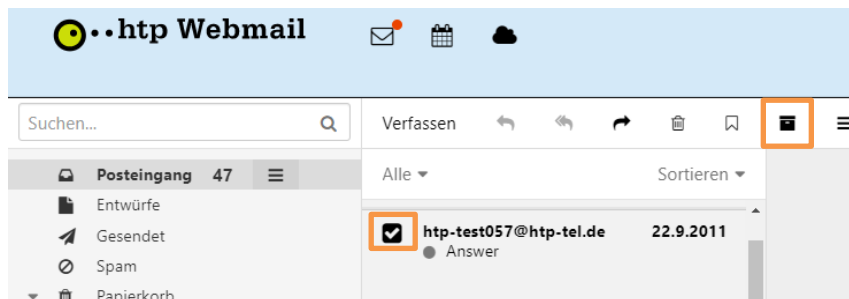 htp Webmail
Suchen...
Verfassen
Posteingang 47
Alle
Sortieren
Entwürfe
htp-test057@htp-tel.de 22.9.2011
Gesendet
Answer
Spam
Papierkorb